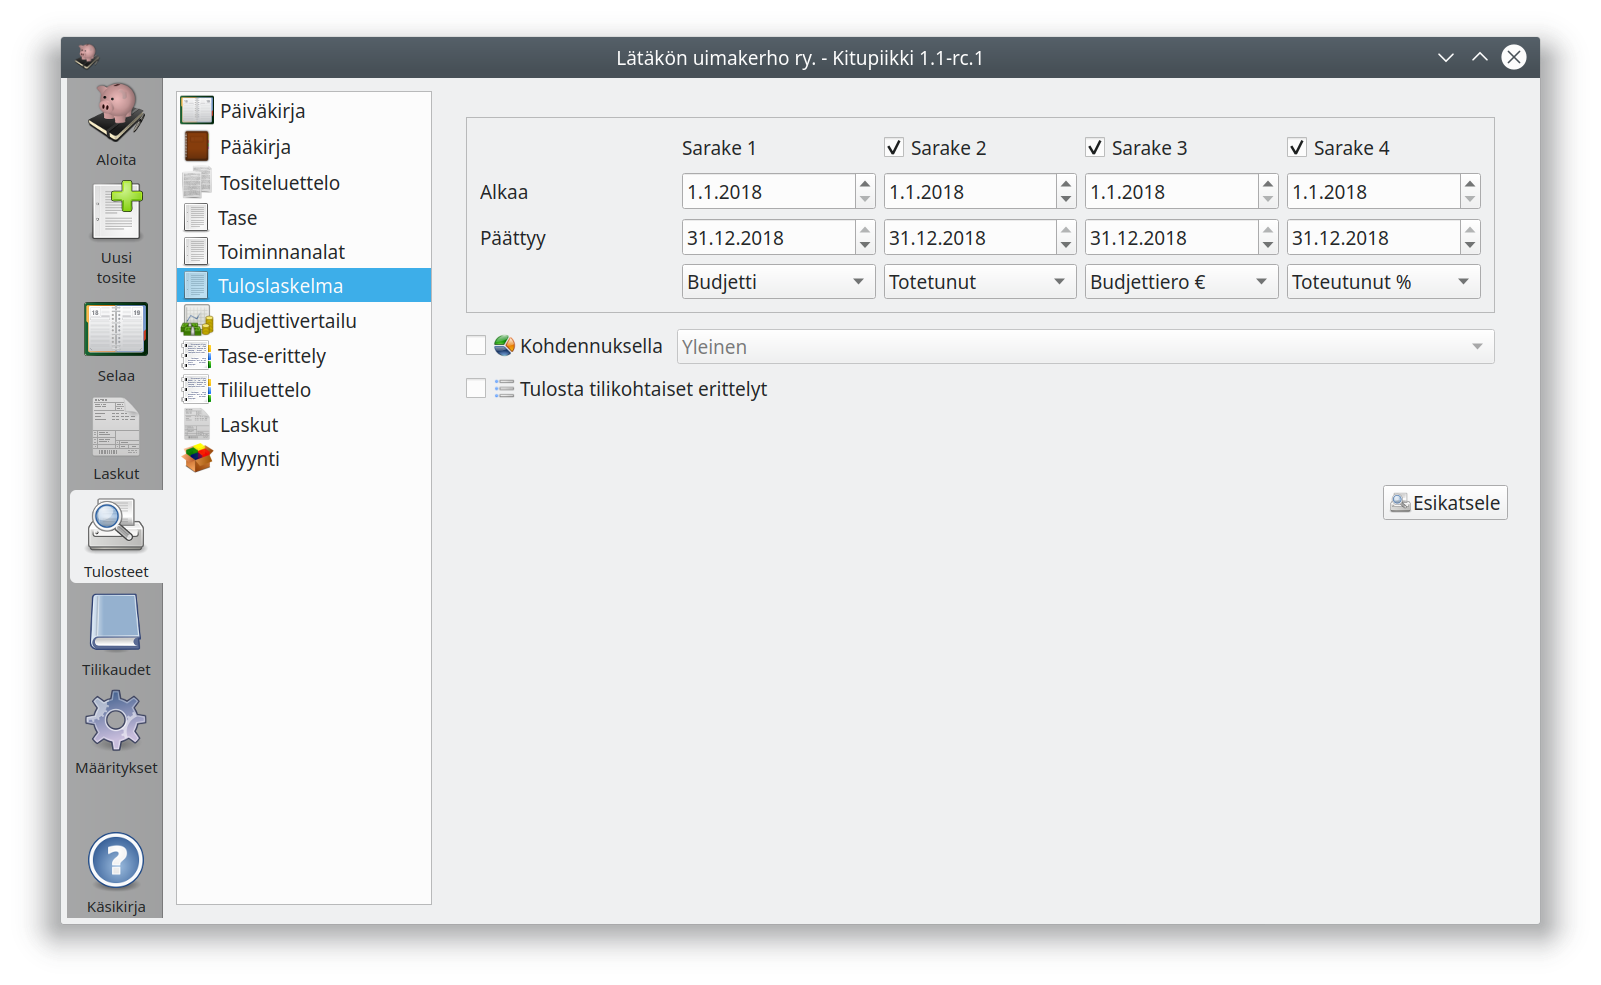 Lätäkön uimakerho ry. - Kitupiikki 1.1-rc.1
Aloita
Uusi
tosite
Selaa
Laskut
Tulosteet
Tilikaudet
Määritykset
Käsikirja
Päiväkirja
Pääkirja
Tositeluettelo
Tase
Toiminnanalat
Tuloslaskelma
Budjettivertailu
Tase-erittely
Tililuettelo
Laskut
Myynti
Sarake 1 Sarake 2 Sarake 3 Sarake 4
Alkaa 1.1.2018 1.1.2018 1.1.2018 1.1.2018
Päättyy 31.12.2018 31.12.2018 31.12.2018 31.12.2018
Budjetti Totetunut Budjettiero € Toteutunut %
Kohdennuksella Yleinen
Tulosta tilikohtaiset erittelyt
Esikatsele